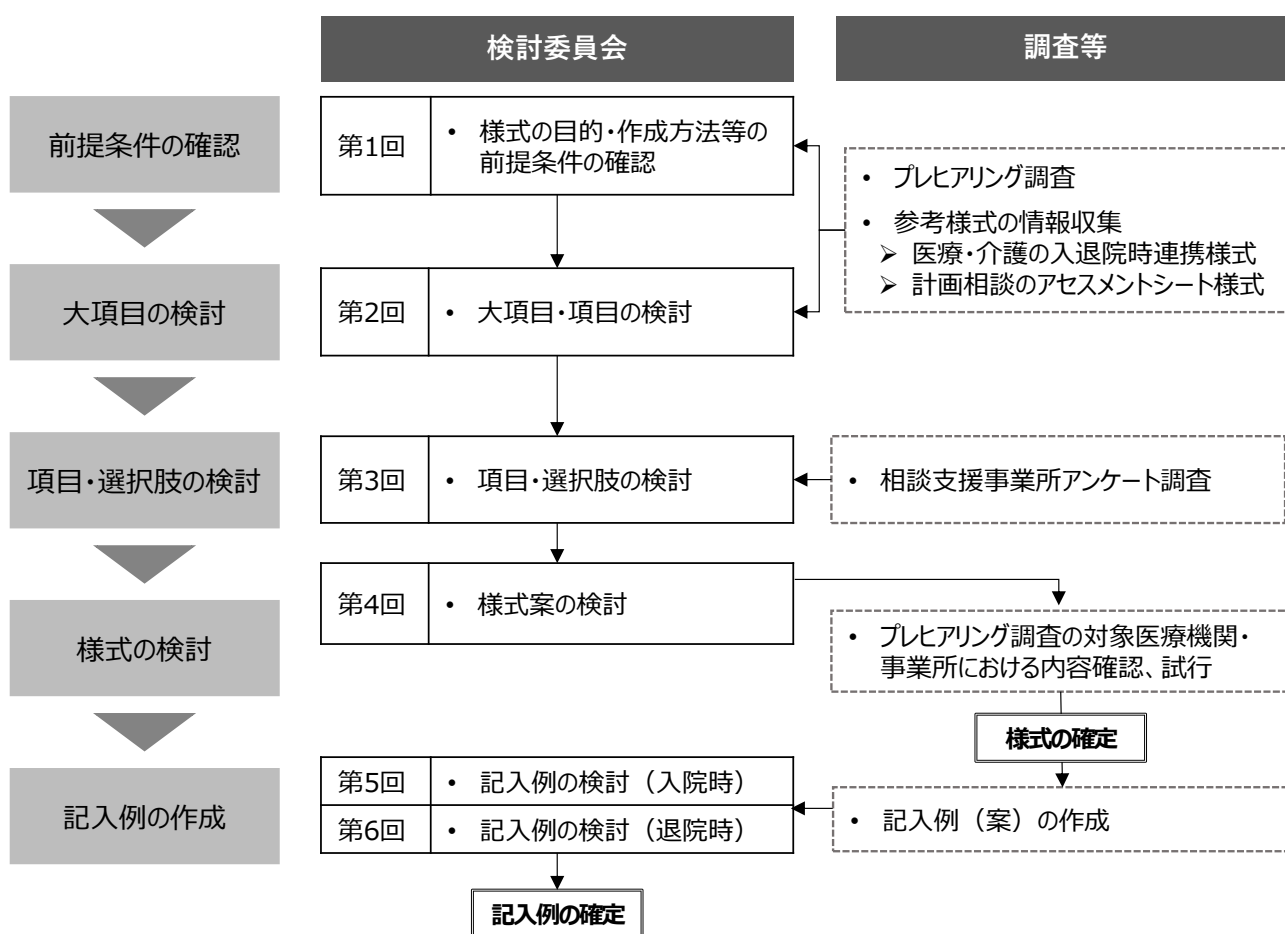 検討委員会
調査等
前提条件の確認
第1回
• 様式の目的・作成方法等の
前提条件の確認
• プレヒアリング調査
• 参考様式の情報収集
➢ 医療・介護の入退院時連携様式
➢ 計画相談のアセスメントシート様式
大項目の検討
第2回
• 大項目・項目の検討
項目・選択肢の検討
第3回
• 項目・選択肢の検討
• 相談支援事業所アンケート調査
様式の検討
第4回
• 様式案の検討
• プレヒアリング調査の対象医療機関・
事業所における内容確認、試行
様式の確定
記入例の作成
第5回
• 記入例の検討（入院時）
第6回
• 記入例の検討（退院時）
• 記入例（案）の作成
記入例の確定